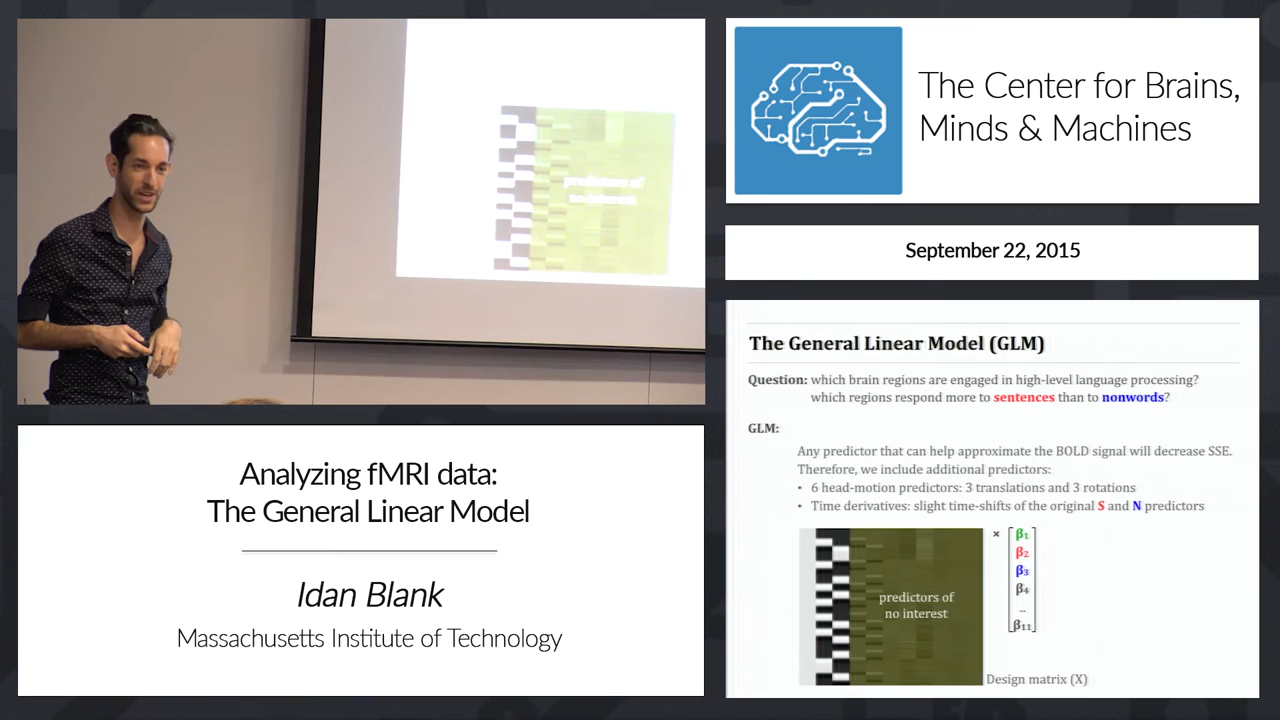 predictors of
no interest
The Center for Brains,
Minds & Machines
September 22, 2015
The General Linear Model (GLM)
Question: which brain regions are engaged in high-level language processing?
which regions respond more to sentences than to nonwords?
GLM:
Any predictor that can help approximate the BOLD signal will decrease SSE.
Therefore, we include additional predictors:
• 6 head-motion predictors: 3 translations and 3 rotations
• Time derivatives: slight time-shifts of the original S and N predictors
predictors of
no interest
×
β1
β2
β3
β4
...
β11
Design matrix (X)
Analyzing fMRI data:
The General Linear Model
Idan Blank
Massachusetts Institute of Technology